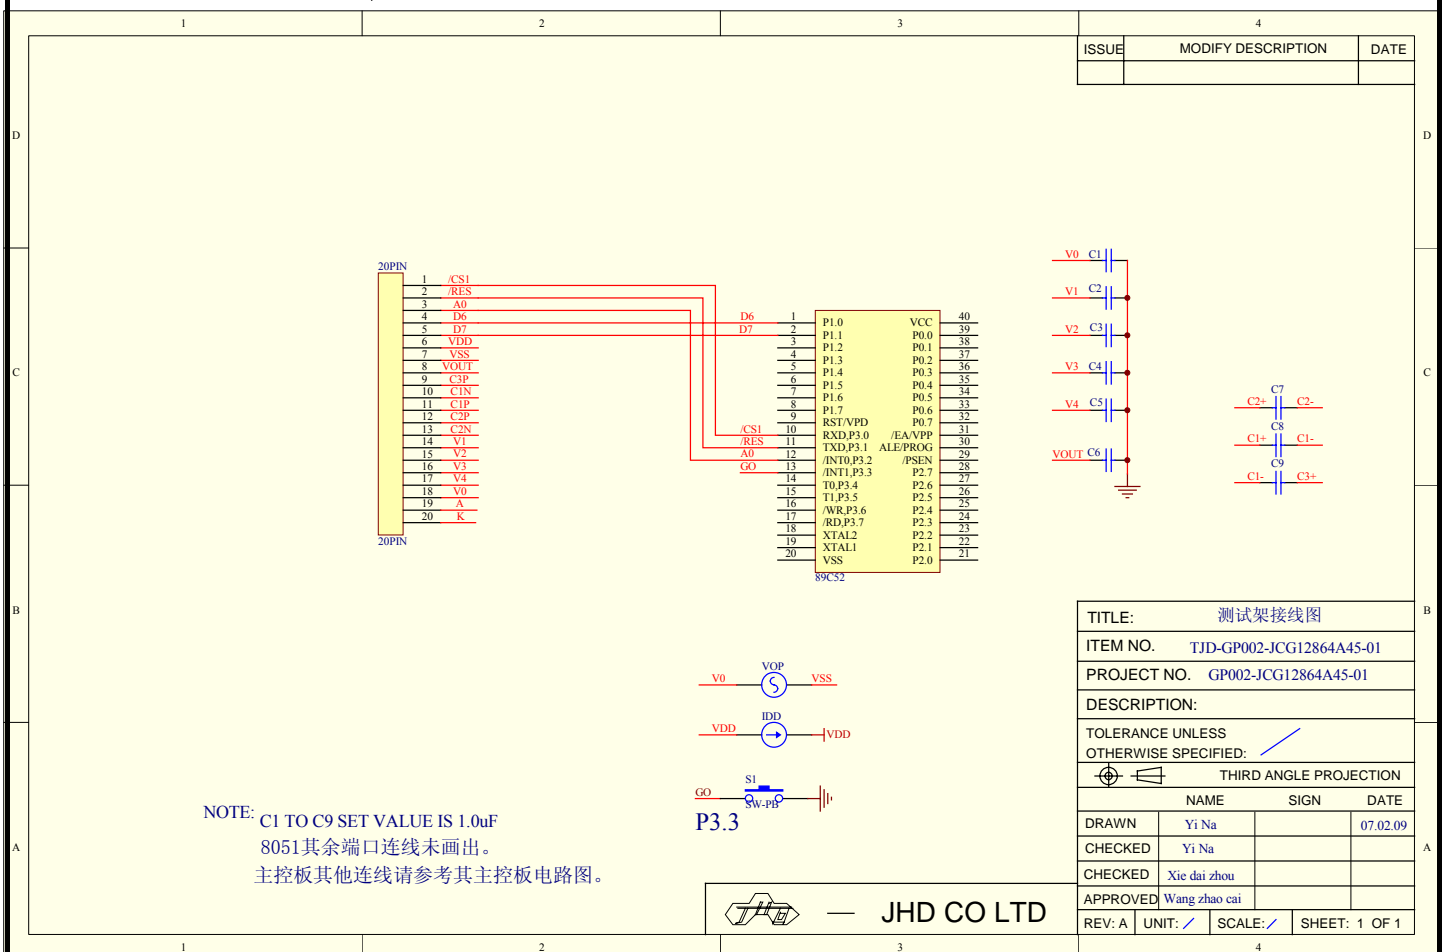 1 2 3 4
ISSUE MODIFY DESCRIPTION DATE
D D
C C
B B
A A
20PIN
1 /CS1
2 /RES
3 A0
4 D6
5 D7
6 VDD
7 VSS
8 VOUT
9 C3P
10 C1N
11 C1P
12 C2P
13 C2N
14 V1
15 V2
16 V3
17 V4
18 V0
19 A
20 K
20PIN
D6 1 P1.0 VCC 40
D7 2 P1.1 P0.0 39
3 P1.2 P0.1 38
4 P1.3 P0.2 37
5 P1.4 P0.3 36
6 P1.5 P0.4 35
7 P1.6 P0.5 34
8 P1.7 P0.6 33
9 RST/VPD P0.7 32
/CS1 10 RXD,P3.0 /EA/VPP 31
/RES 11 TXD,P3.1 ALE/PROG 30
A0 12 /INT0,P3.2 /PSEN 29
GO 13 /INT1,P3.3 P2.7 28
14 T0,P3.4 P2.6 27
15 T1,P3.5 P2.5 26
16 /WR,P3.6 P2.4 25
17 /RD,P3.7 P2.3 24
18 XTAL2 P2.2 23
19 XTAL1 P2.1 22
20 VSS P2.0 21
89C52
V0 C1
V1 C2
V2 C3
V3 C4
V4 C5
VOUT C6
C7
C2+ C2-
C8
C1+ C1-
C9
C1- C3+
VOP
V0 VSS
IDD
VDD VDD
S1
GO SW-PB
P3.3
NOTE: C1 TO C9 SET VALUE IS 1.0uF
8051其余端口连线未画出。
主控板其他连线请参考其主控板电路图。
TITLE: 测试架接线图
ITEM NO. TJD-GP002-JCG12864A45-01
PROJECT NO. GP002-JCG12864A45-01
DESCRIPTION:
TOLERANCE UNLESS
OTHERWISE SPECIFIED:
THIRD ANGLE PROJECTION
NAME SIGN DATE
DRAWN Yi Na 07.02.09
CHECKED Yi Na
CHECKED Xie dai zhou
APPROVED Wang zhao cai
REV: A UNIT: SCALE: SHEET: 1 OF 1
JHD — JHD CO LTD
1 2 3 4